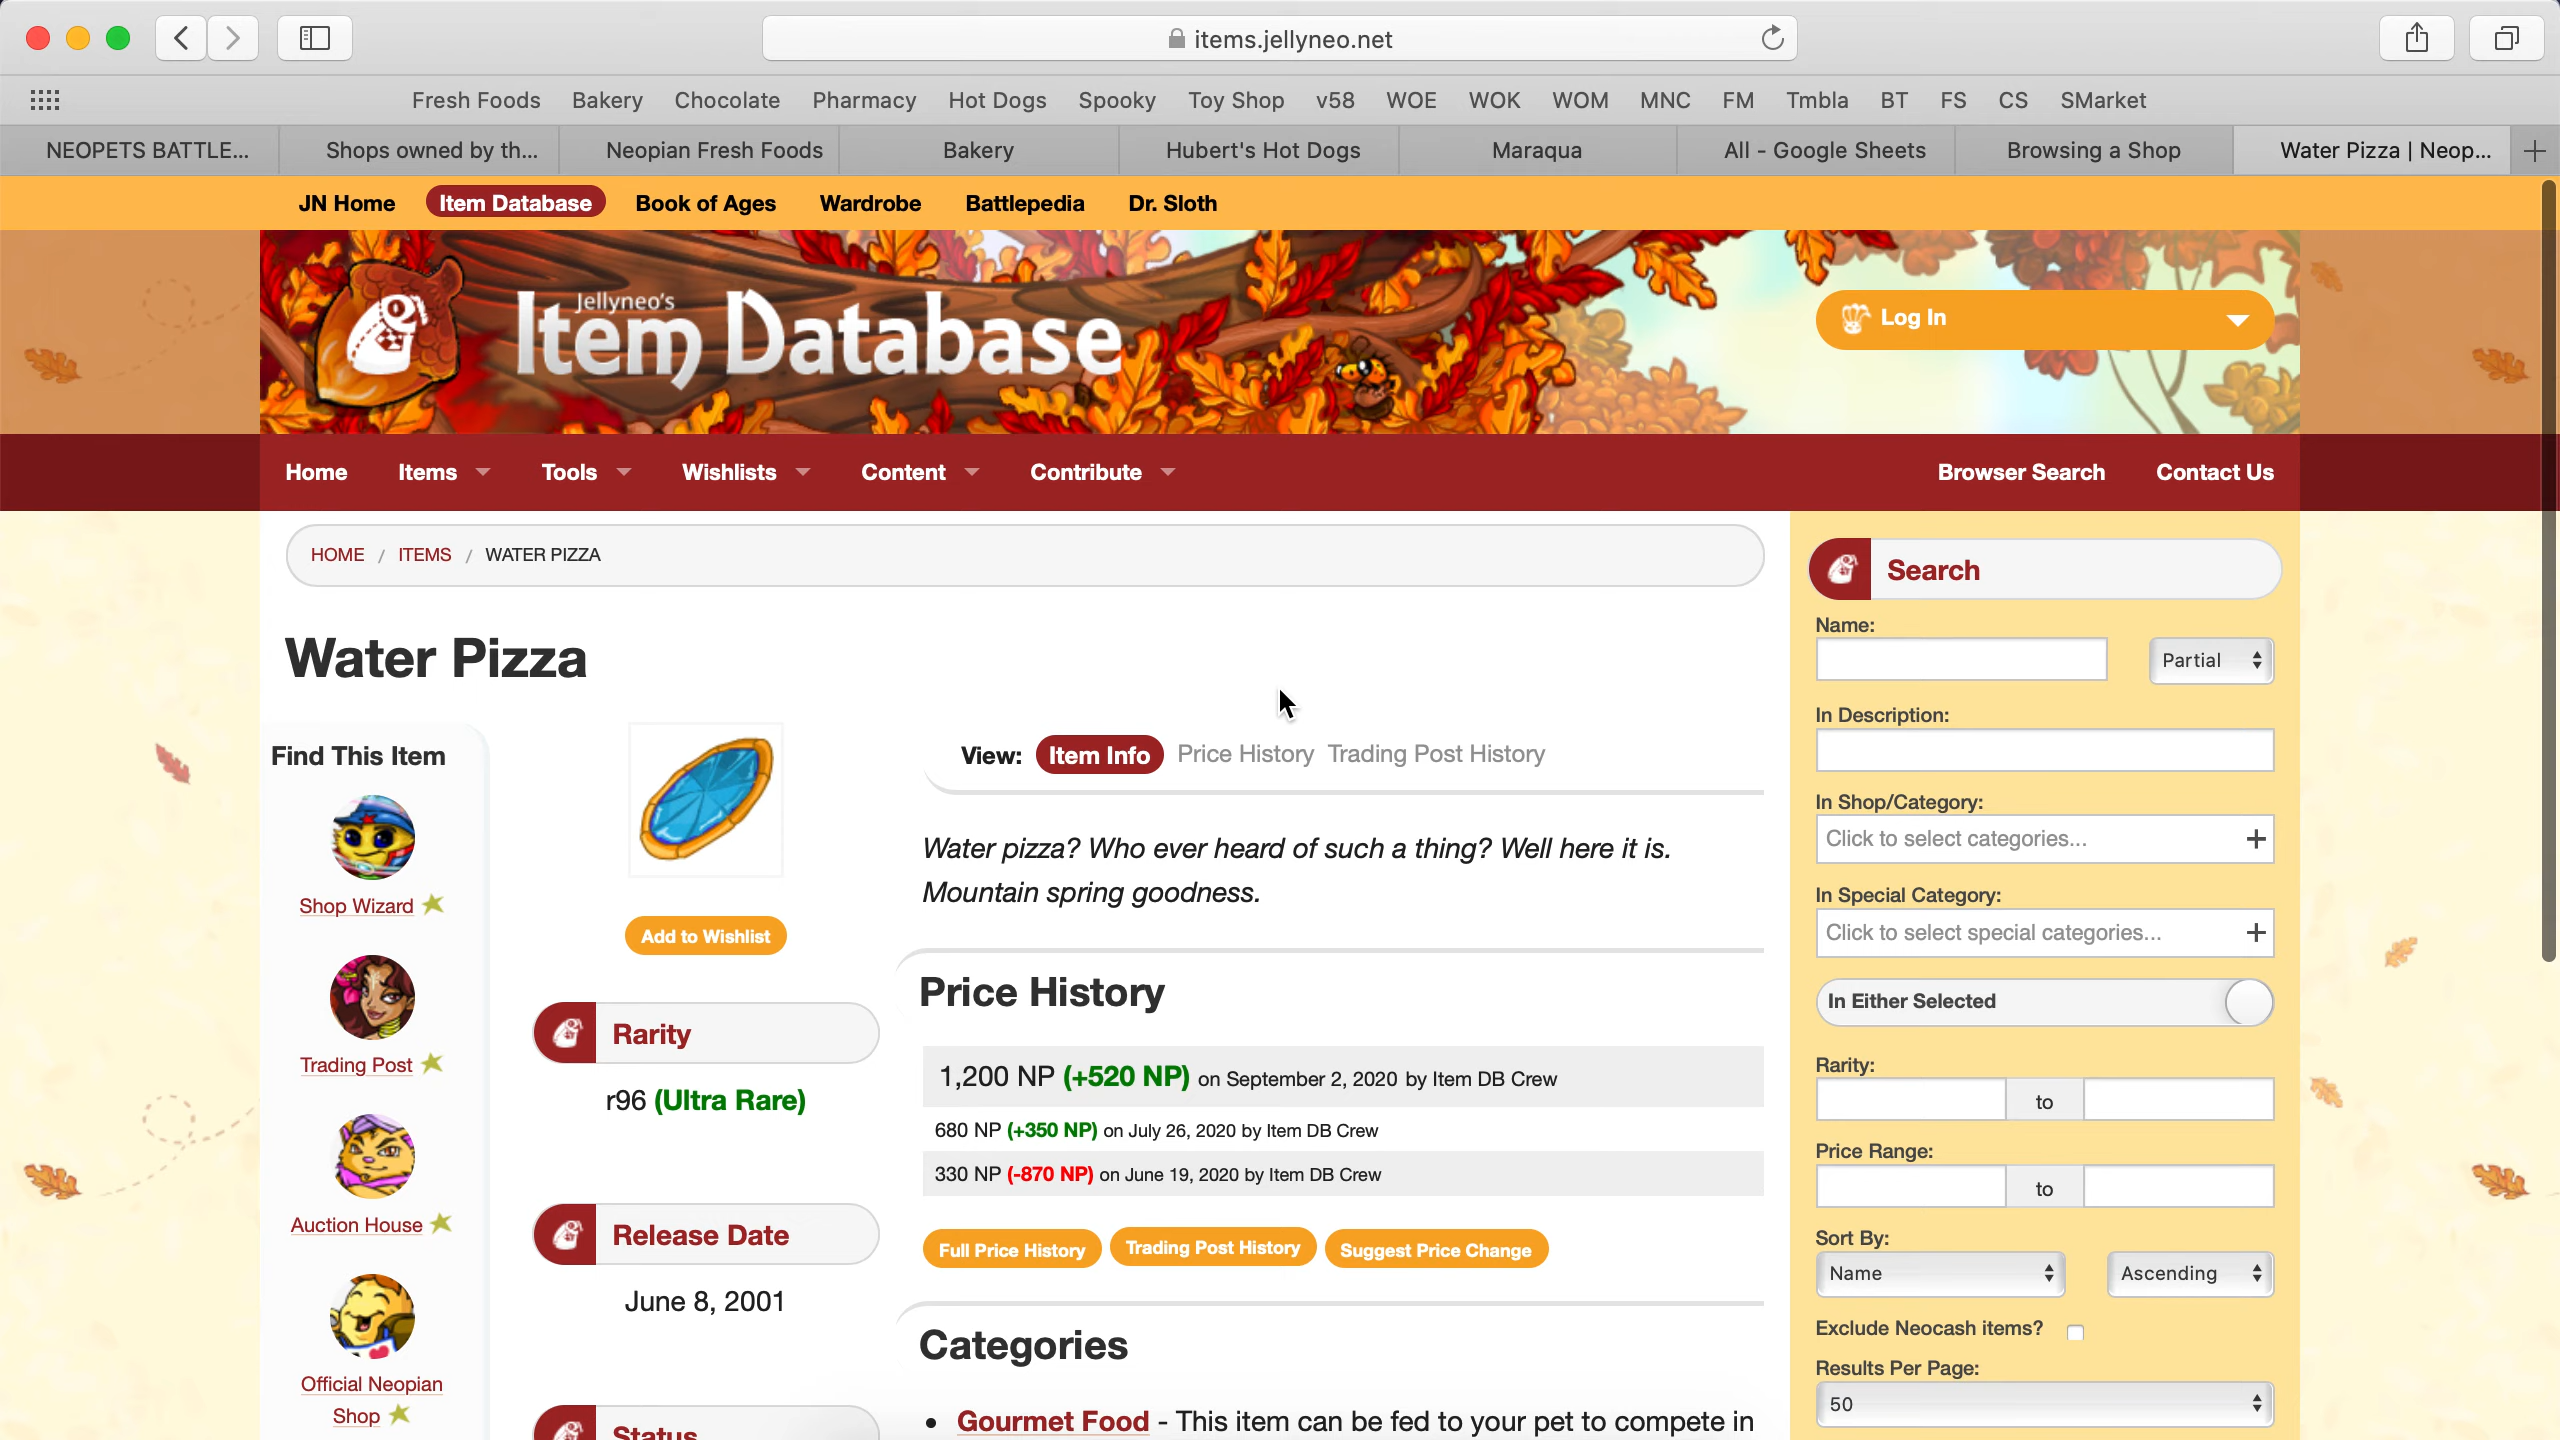 items.jellyneo.net
Fresh Foods Bakery Chocolate Pharmacy Hot Dogs Spooky Toy Shop v58 WOE WOK WOM MNC FM Tmbla BT FS CS SMarket
NEOPETS BATTLE... Shops owned by th... Neopian Fresh Foods Bakery Hubert's Hot Dogs Maraqua All - Google Sheets Browsing a Shop Water Pizza | Neop...
JN Home Item Database Book of Ages Wardrobe Battlepedia Dr. Sloth
Jellyneo's
Item Database
Log In
Home Items Tools Wishlists Content Contribute Browser Search Contact Us
HOME / ITEMS / WATER PIZZA
Water Pizza
Find This Item
Shop Wizard
Trading Post
Auction House
Official Neopian
Shop
Add to Wishlist
Rarity
r96 (Ultra Rare)
Release Date
June 8, 2001
Status
View: Item Info Price History Trading Post History
Water pizza? Who ever heard of such a thing? Well here it is.
Mountain spring goodness.
Price History
1,200 NP (+520 NP) on September 2, 2020 by Item DB Crew
680 NP (+350 NP) on July 26, 2020 by Item DB Crew
330 NP (-870 NP) on June 19, 2020 by Item DB Crew
Full Price History Trading Post History Suggest Price Change
Categories
• Gourmet Food - This item can be fed to your pet to compete in
Search
Name:
Partial
In Description:
In Shop/Category:
Click to select categories... +
In Special Category:
Click to select special categories... +
In Either Selected
Rarity:
to
Price Range:
to
Sort By:
Name Ascending
Exclude Neocash items?
Results Per Page:
50